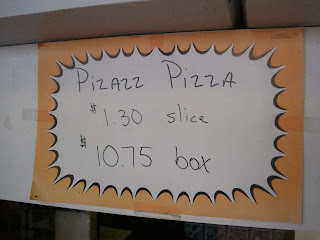 PIZAZZ PIZZA
$1.30 slice
$10.75 box